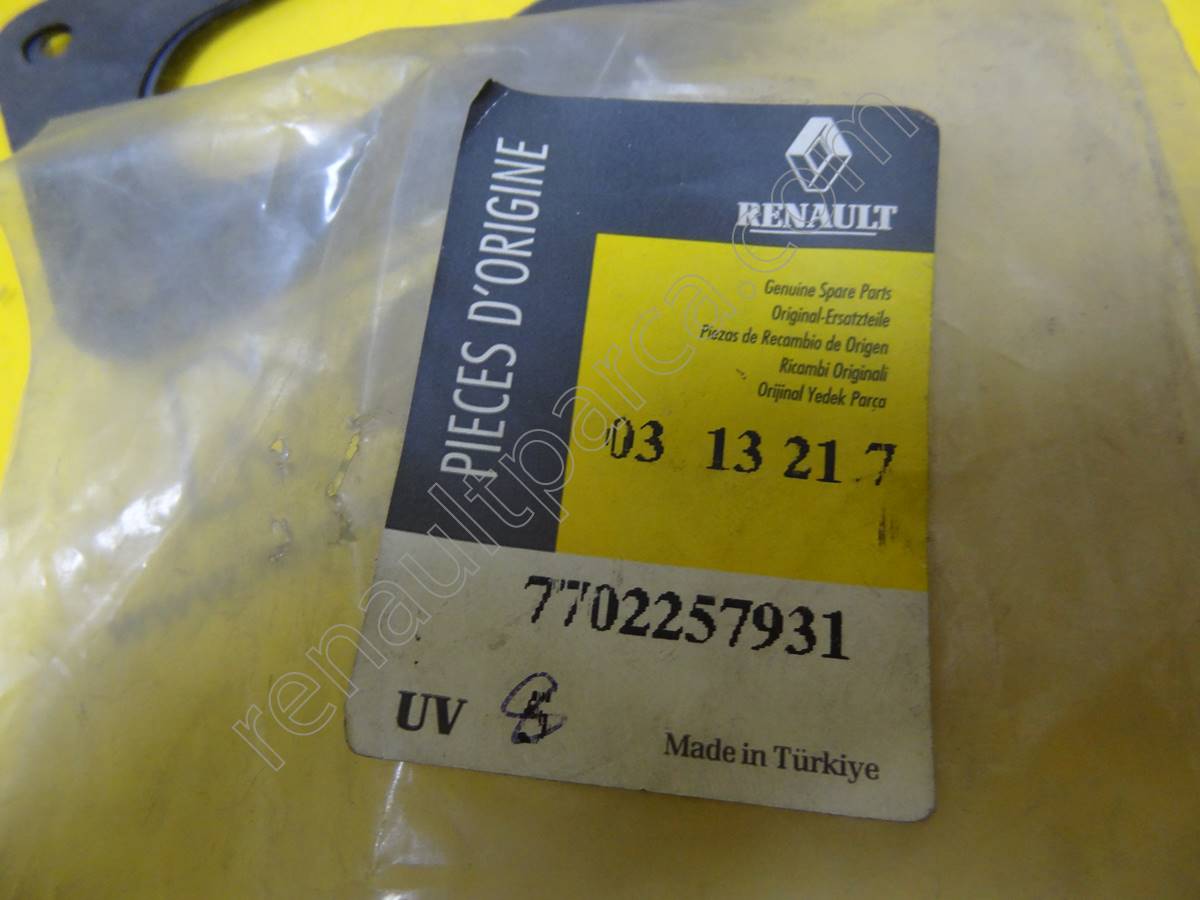 PIECES D'ORIGINE
RENAULT
Genuine Spare Parts
Original-Ersatzteile
Piezas de Recambio de Origen
Ricambi Originali
Orijinal Yedek Parça
03 13 21 7
7702257931
UV
Made in Türkiye
renaultparca.com